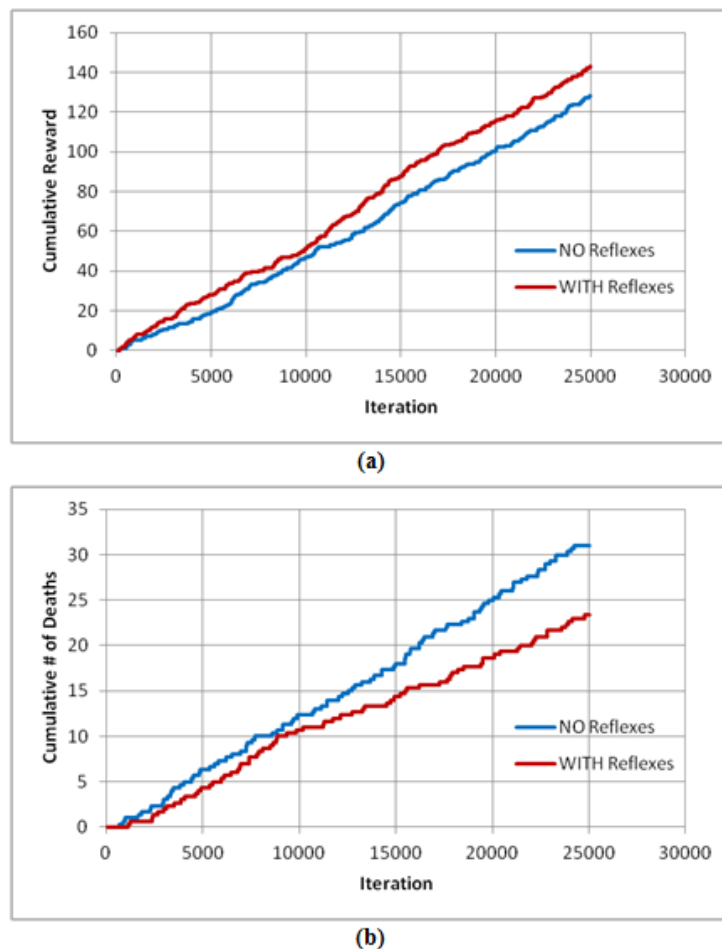 160
140
120
100
80
60
40
20
0
Cumulative Reward
NO Reflexes
WITH Reflexes
0 5000 10000 15000 20000 25000 30000
Iteration
(a)
35
30
25
20
15
10
5
0
Cumulative # of Deaths
NO Reflexes
WITH Reflexes
0 5000 10000 15000 20000 25000 30000
Iteration
(b)